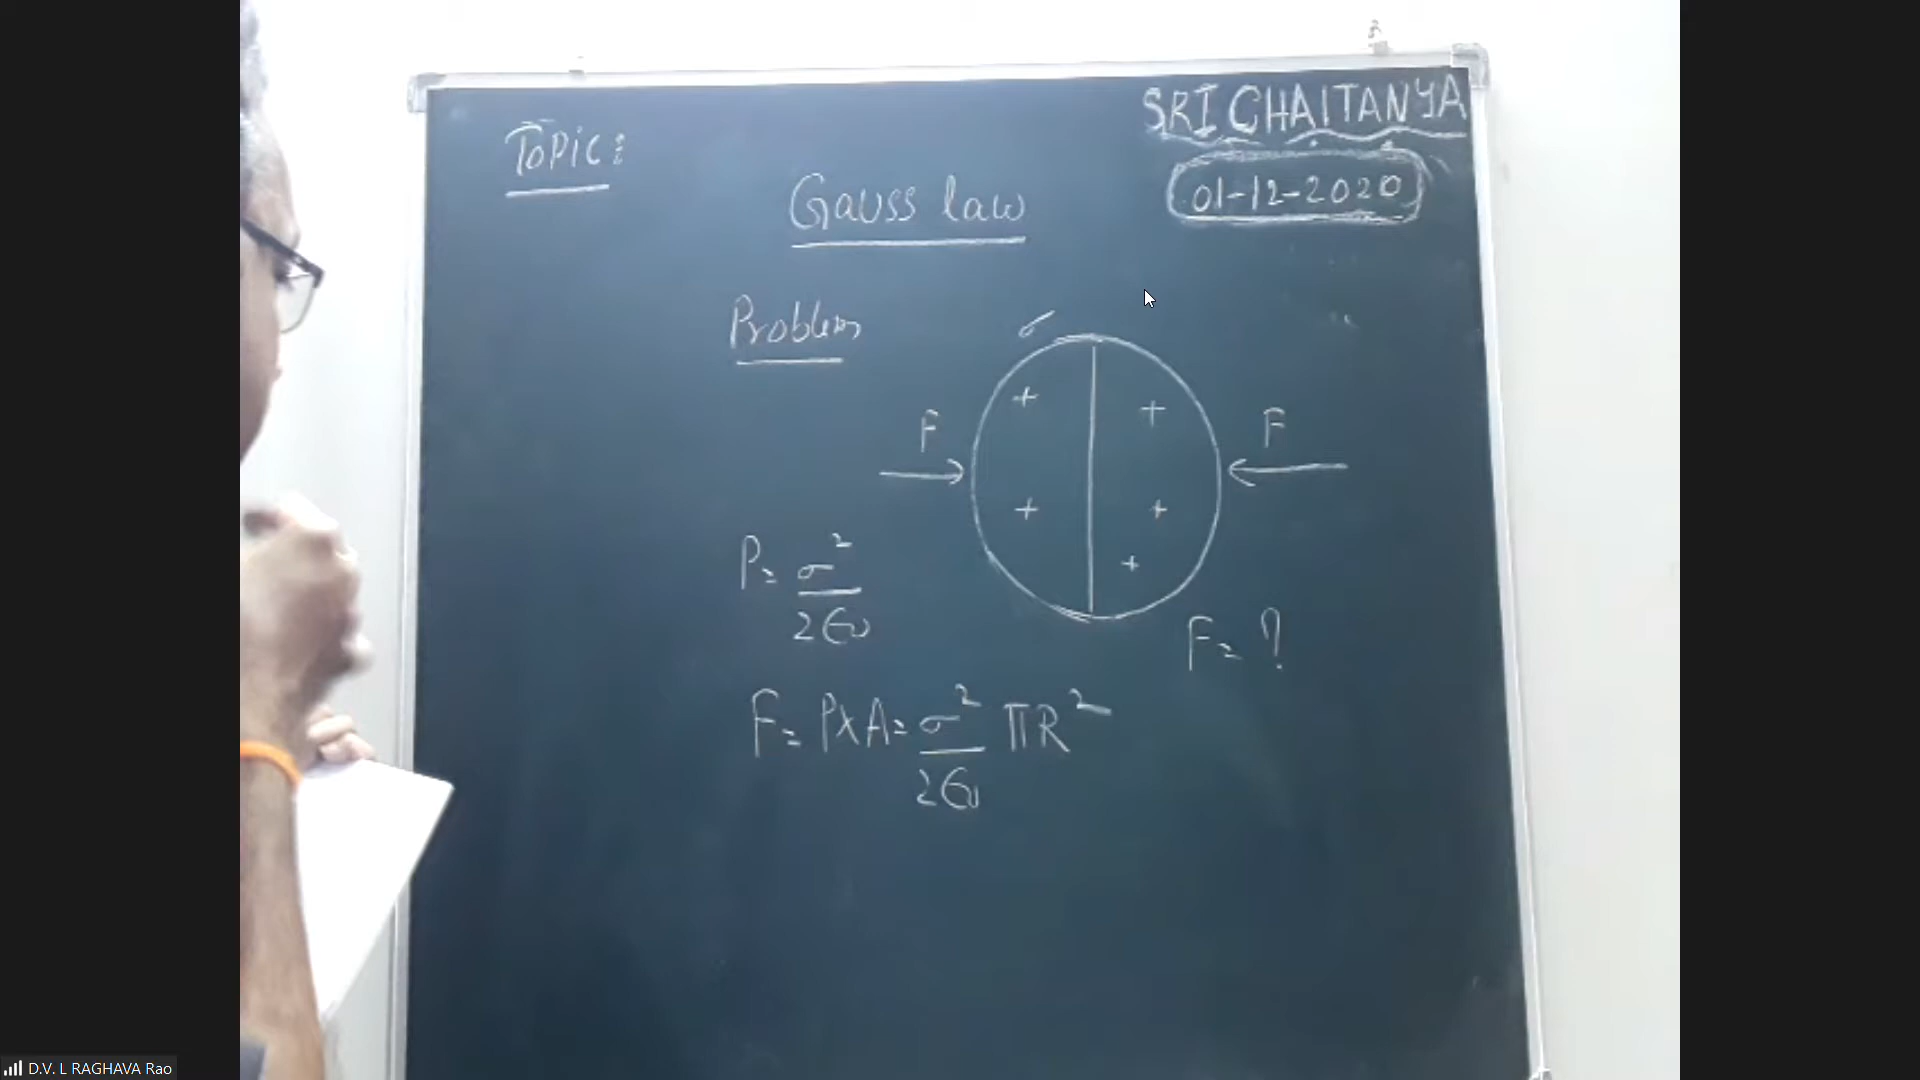 SRI CHAITANYA
01-12-2020
Topic:
Gauss law
Problem
σ
+ +
F F
+ +
+
P = σ²/2ϵ₀
F = ?
F = P×A = σ²/2ϵ₀ πR²
D.V. L RAGHAVA Rao